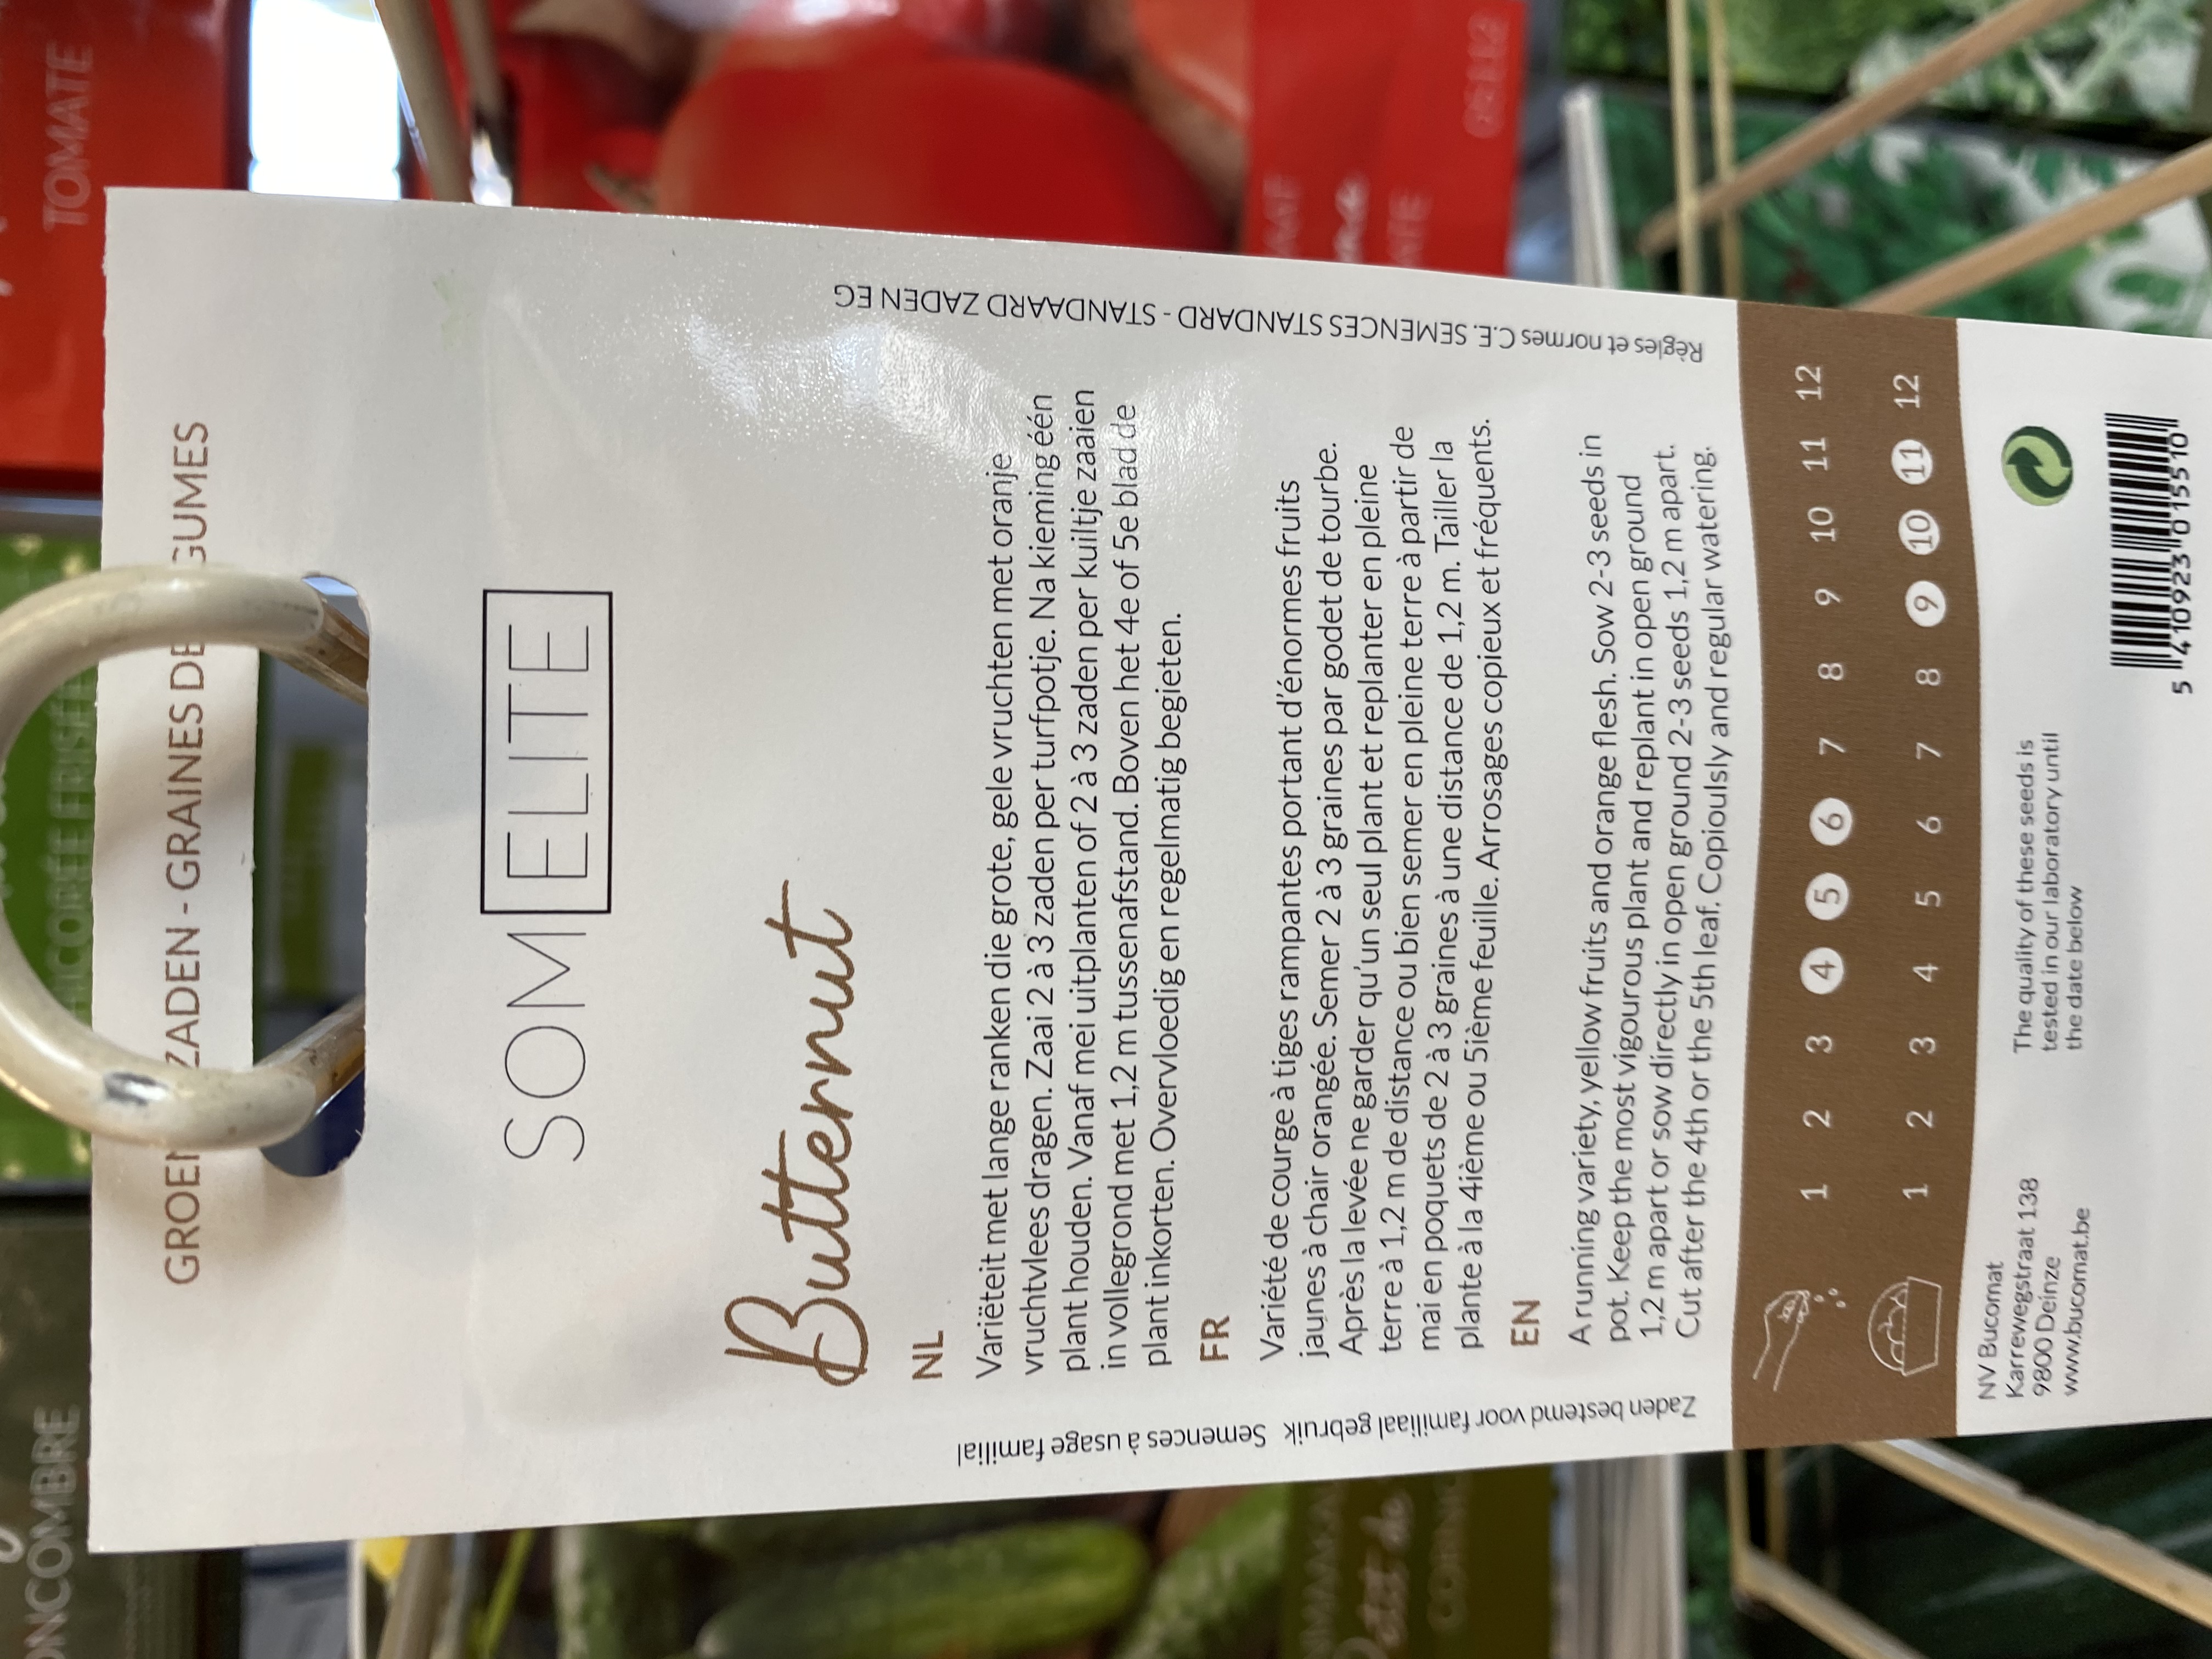 GROEN ZADEN - GRAINES DE GUMES
SOM ELITE
Butternut
NL
Variëteit met lange ranken die grote, gele vruchten met oranje
vruchtvlees dragen. Zaai 2 à 3 zaden per turfpotje. Na kieming één
plant houden. Vanaf mei uitplanten of 2 à 3 zaden per kuiltje zaaien
in vollegrond met 1,2 m tussenafstand. Boven het 4e of 5e blad de
plant inkorten. Overvloedig en regelmatig begieten.
FR
Variété de courge à tiges rampantes portant d'énormes fruits
jaunes à chair orangée. Semer 2 à 3 graines par godet de tourbe.
Après la levée ne garder qu'un seul plant et replanter en pleine
terre à 1,2 m de distance ou bien semer en pleine terre à partir de
mai en poquets de 2 à 3 graines à une distance de 1,2 m. Tailler la
plante à la 4ième ou 5ième feuille. Arrosages copieux et fréquents.
EN
A running variety, yellow fruits and orange flesh. Sow 2-3 seeds in
pot. Keep the most vigourous plant and replant in open ground
1,2 m apart or sow directly in open ground 2-3 seeds 1,2 m apart.
Cut after the 4th or the 5th leaf. Copioulsly and regular watering.
Zaden bestemd voor familiaal gebruik Semences à usage familial
Règles et normes C.E. SEMENCES STANDARD - STANDAARD ZADEN EG
1 2 3 4 5 6 7 8 9 10 11 12
1 2 3 4 5 6 7 8 9 10 11 12
NV Bucomat
Karrewegstraat 138
9800 Deinze
www.bucomat.be
The quality of these seeds is
tested in our laboratory until
the date below
5 410923 015510
TOMATE
CHICORÉE FRISÉE
CONCOMBRE